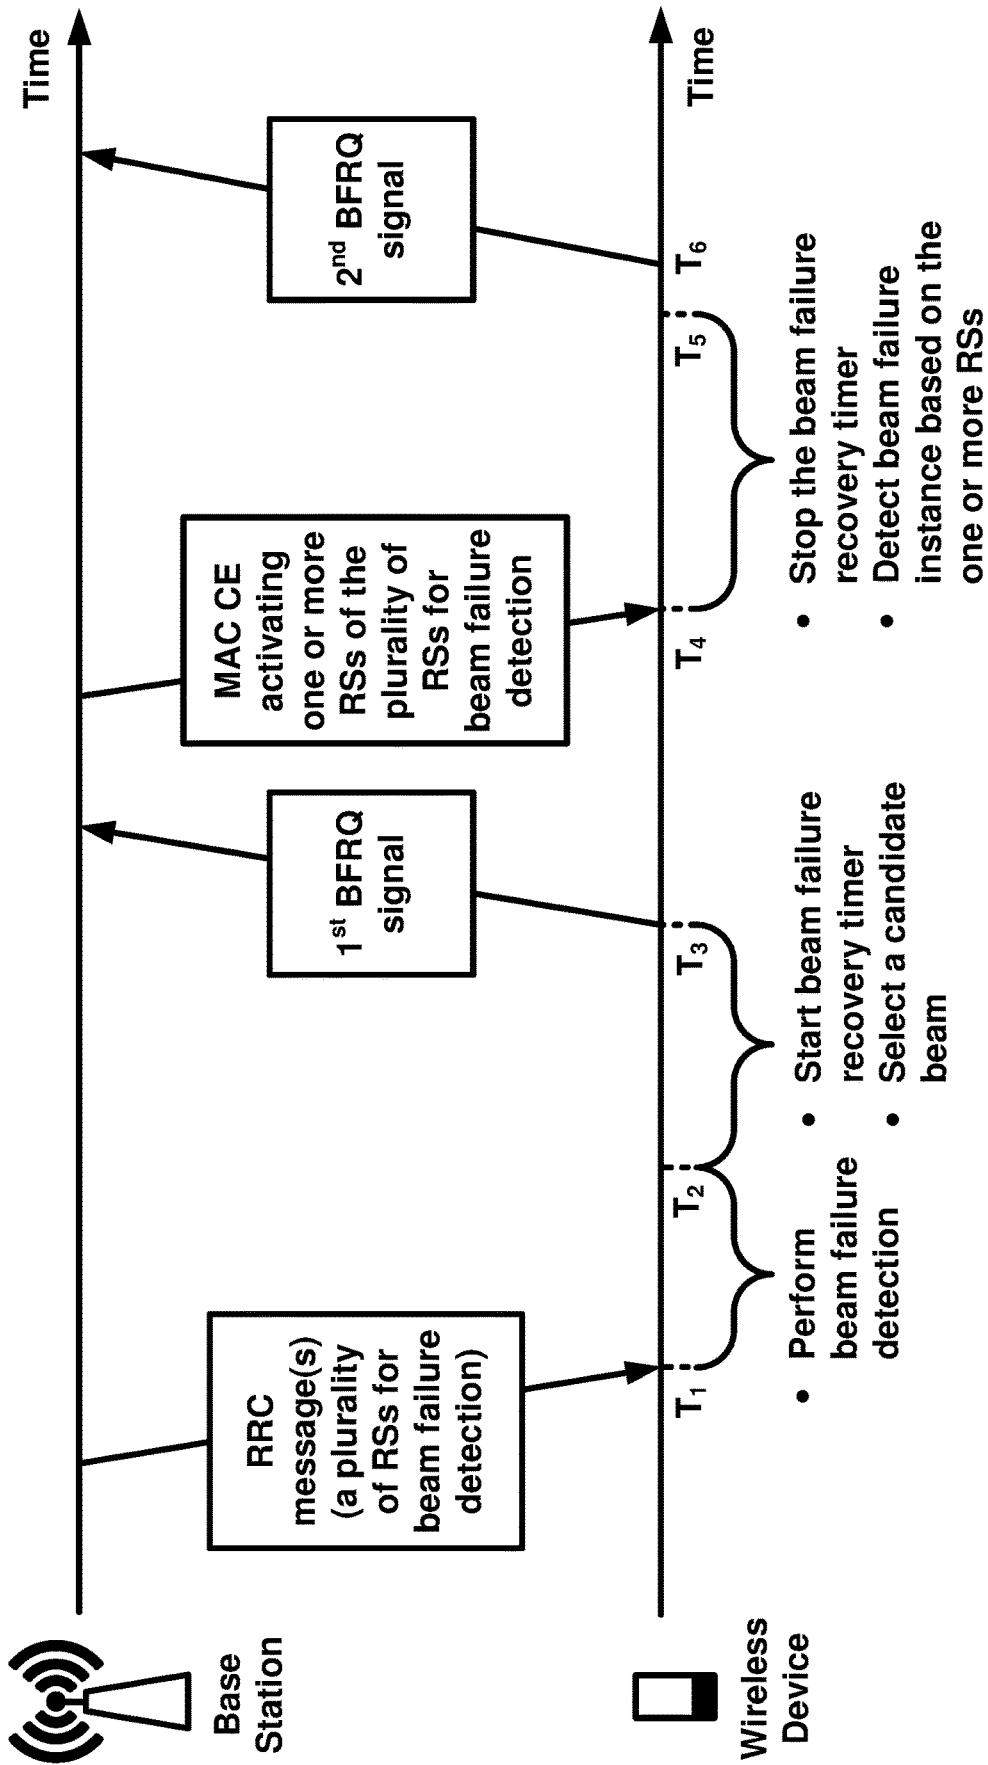 Time
Base
Station
RRC
message(s)
(a plurality
of RSs for
beam failure
detection)
1st BFRQ
signal
MAC CE
activating
one or more
RSs of the
plurality of
RSs for
beam failure
detection
2nd BFRQ
signal
Wireless
Device
T1
T2
T3
T4
T5
T6
Time
• Perform
beam failure
detection
• Start beam failure
recovery timer
• Select a candidate
beam
• Stop the beam failure
recovery timer
• Detect beam failure
instance based on the
one or more RSs